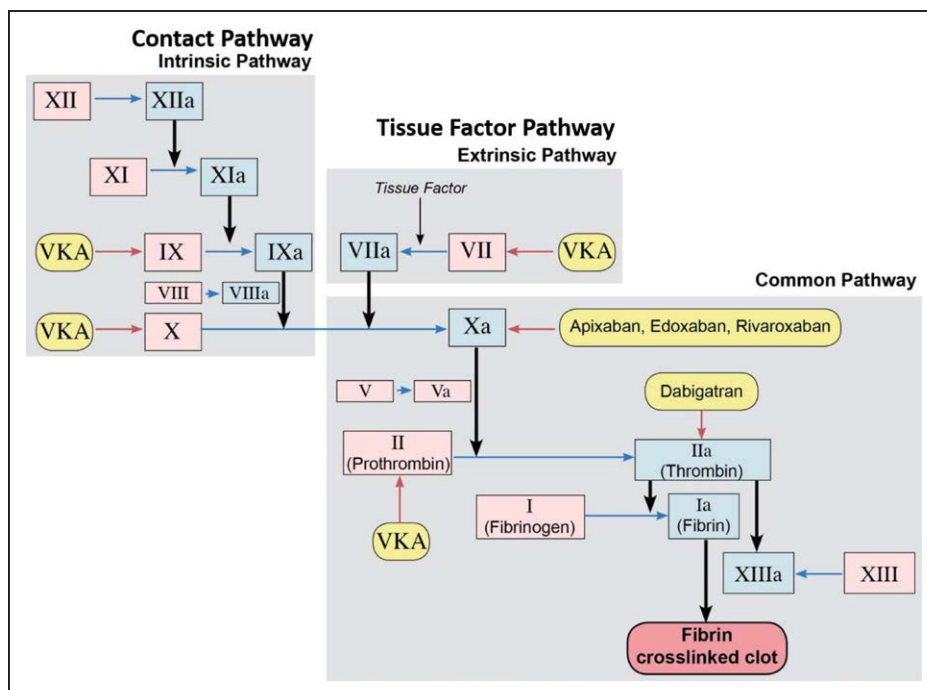 Contact Pathway
Intrinsic Pathway
XII
XIIa
XI
XIa
VKA
IX
IXa
VIII
VIIIa
VKA
X
Tissue Factor Pathway
Extrinsic Pathway
Tissue Factor
VIIa
VII
VKA
Common Pathway
Xa
Apixaban, Edoxaban, Rivaroxaban
V
Va
Dabigatran
II
(Prothrombin)
IIa
(Thrombin)
VKA
I
(Fibrinogen)
Ia
(Fibrin)
XIIIa
XIII
Fibrin
crosslinked clot